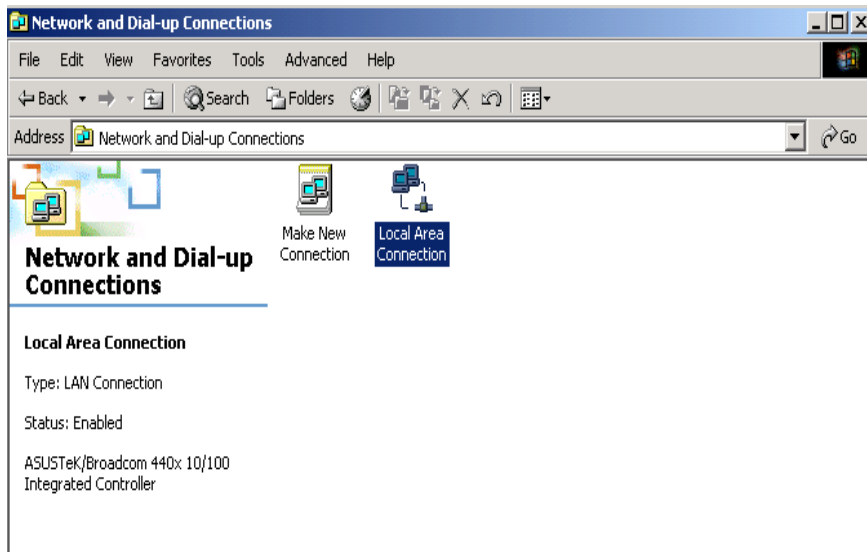 Network and Dial-up Connections
File Edit View Favorites Tools Advanced Help
Back Search Folders
Address Network and Dial-up Connections Go
Make New
Connection
Local Area
Connection
Network and Dial-up
Connections
Local Area Connection
Type: LAN Connection
Status: Enabled
ASUSTeK/Broadcom 440x 10/100
Integrated Controller